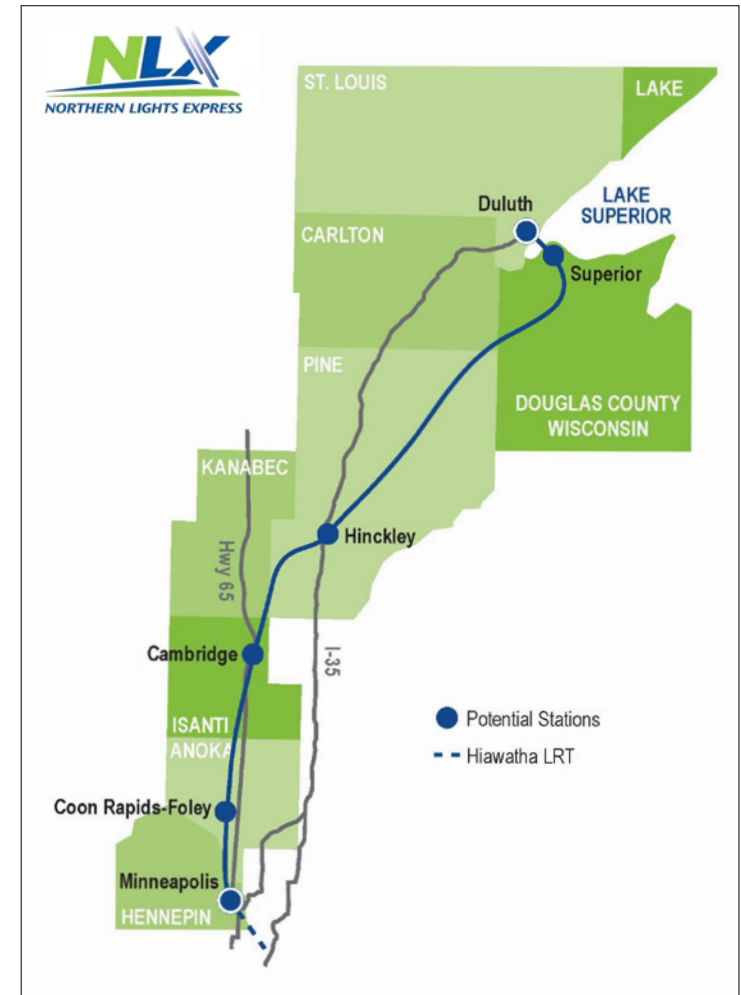 NLX
NORTHERN LIGHTS EXPRESS
ST. LOUIS
LAKE
Duluth
LAKE
SUPERIOR
CARLTON
Superior
PINE
DOUGLAS COUNTY
WISCONSIN
KANABEC
Hinckley
Hwy 65
Cambridge
I-35
ISANTI
Potential Stations
ANOKA
Hiawatha LRT
Coon Rapids-Foley
Minneapolis
HENNEPIN